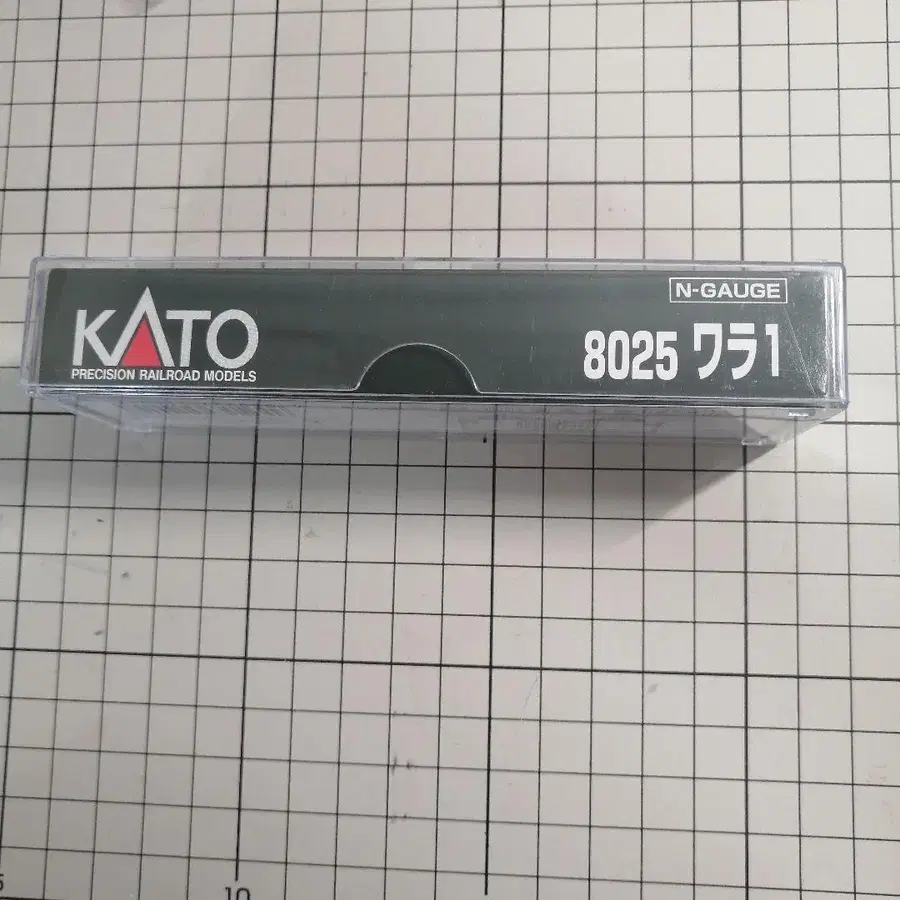 N-GAUGE
KATO
PRECISION RAILROAD MODELS
8025 ワラ1
10